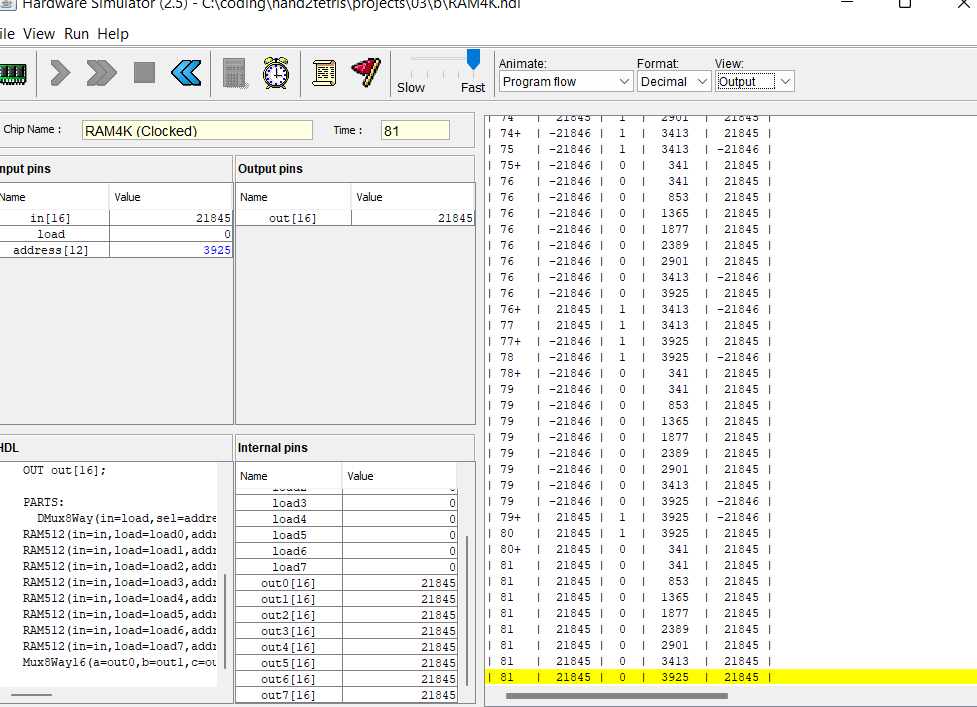 Hardware Simulator (2.5) - C:\coding\nand2tetris\projects\03\b\RAM4K.hdl
ile View Run Help
Slow Fast
Animate: Format: View:
Program flow Decimal Output
Chip Name : RAM4K (Clocked) Time : 81
nput pins
Name Value
in[16] 21845
load 0
address[12] 3925
Output pins
Name Value
out[16] 21845
HDL
OUT out[16];
PARTS:
DMux8Way(in=load,sel=addre
RAM512(in=in,load=load0,addr
RAM512(in=in,load=load1,addr
RAM512(in=in,load=load2,addr
RAM512(in=in,load=load3,addr
RAM512(in=in,load=load4,addr
RAM512(in=in,load=load5,addr
RAM512(in=in,load=load6,addr
RAM512(in=in,load=load7,addr
Mux8Way16(a=out0,b=out1,c=ou
Internal pins
Name Value
load2 0
load3 0
load4 0
load5 0
load6 0
load7 0
out0[16] 21845
out1[16] 21845
out2[16] 21845
out3[16] 21845
out4[16] 21845
out5[16] 21845
out6[16] 21845
out7[16] 21845
| 74 | 21845 | 1 | 2901 | 21845 |
| 74+ | -21846 | 1 | 3413 | 21845 |
| 75 | -21846 | 1 | 3413 | -21846 |
| 75+ | -21846 | 0 | 341 | 21845 |
| 76 | -21846 | 0 | 341 | 21845 |
| 76 | -21846 | 0 | 853 | 21845 |
| 76 | -21846 | 0 | 1365 | 21845 |
| 76 | -21846 | 0 | 1877 | 21845 |
| 76 | -21846 | 0 | 2389 | 21845 |
| 76 | -21846 | 0 | 2901 | 21845 |
| 76 | -21846 | 0 | 3413 | -21846 |
| 76 | -21846 | 0 | 3925 | 21845 |
| 76+ | 21845 | 1 | 3413 | -21846 |
| 77 | 21845 | 1 | 3413 | 21845 |
| 77+ | -21846 | 1 | 3925 | 21845 |
| 78 | -21846 | 1 | 3925 | -21846 |
| 78+ | -21846 | 0 | 341 | 21845 |
| 79 | -21846 | 0 | 341 | 21845 |
| 79 | -21846 | 0 | 853 | 21845 |
| 79 | -21846 | 0 | 1365 | 21845 |
| 79 | -21846 | 0 | 1877 | 21845 |
| 79 | -21846 | 0 | 2389 | 21845 |
| 79 | -21846 | 0 | 2901 | 21845 |
| 79 | -21846 | 0 | 3413 | 21845 |
| 79 | -21846 | 0 | 3925 | -21846 |
| 79+ | 21845 | 1 | 3925 | -21846 |
| 80 | 21845 | 1 | 3925 | 21845 |
| 80+ | 21845 | 0 | 341 | 21845 |
| 81 | 21845 | 0 | 341 | 21845 |
| 81 | 21845 | 0 | 853 | 21845 |
| 81 | 21845 | 0 | 1365 | 21845 |
| 81 | 21845 | 0 | 1877 | 21845 |
| 81 | 21845 | 0 | 2389 | 21845 |
| 81 | 21845 | 0 | 2901 | 21845 |
| 81 | 21845 | 0 | 3413 | 21845 |
| 81 | 21845 | 0 | 3925 | 21845 |